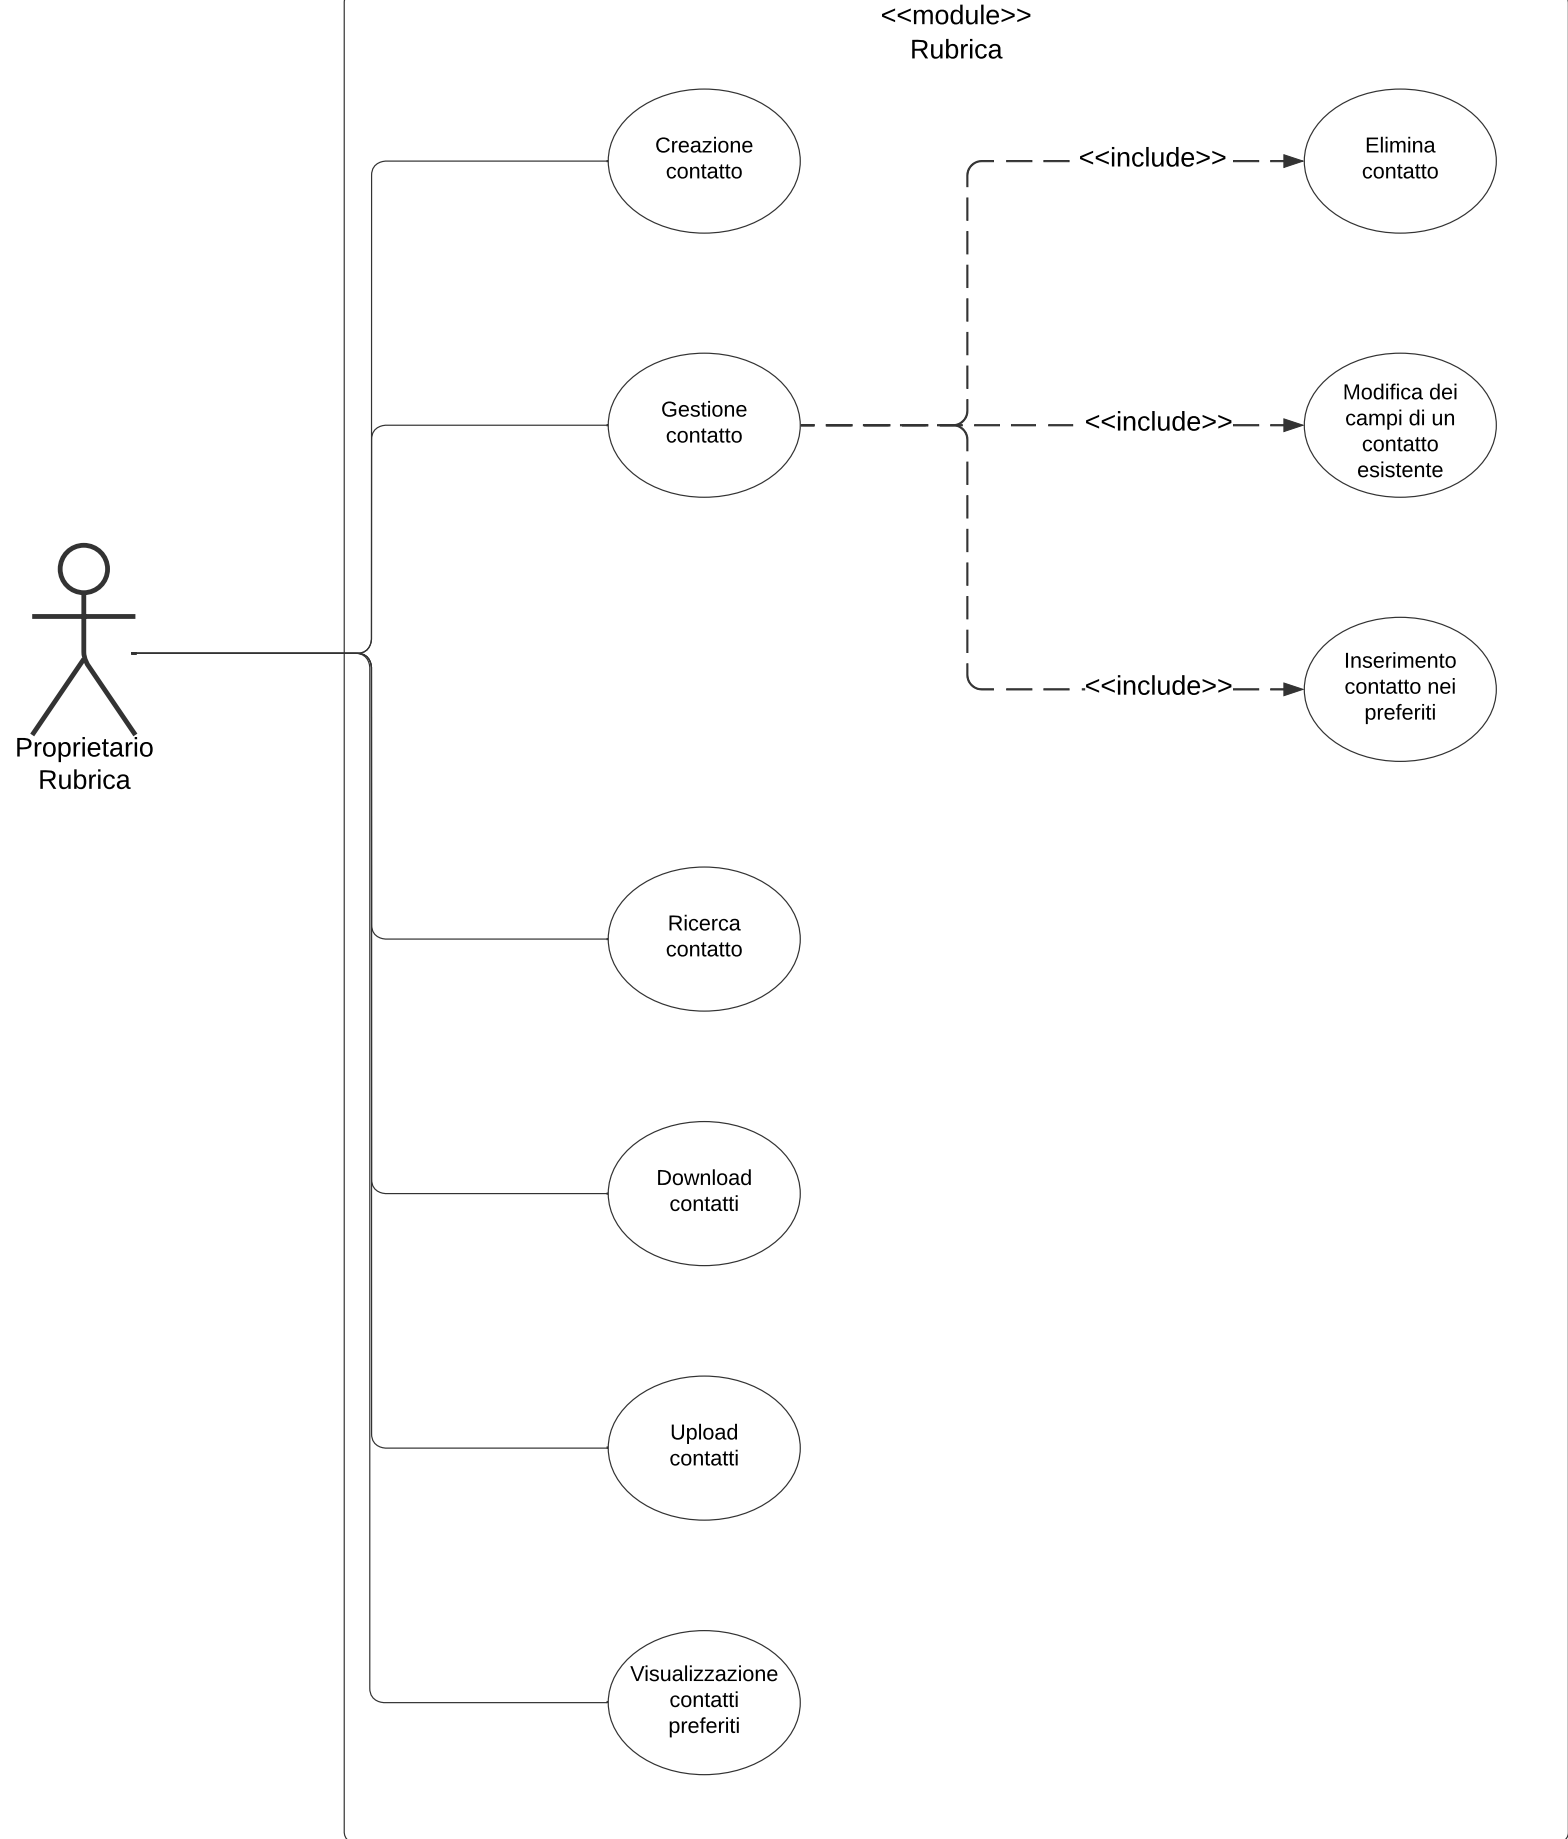 <<module>>
Rubrica
Creazione
contatto
<<include>>
Elimina
contatto
Gestione
contatto
<<include>>
Modifica dei
campi di un
contatto
esistente
<<include>>
Inserimento
contatto nei
preferiti
Proprietario
Rubrica
Ricerca
contatto
Download
contatti
Upload
contatti
Visualizzazione
contatti
preferiti